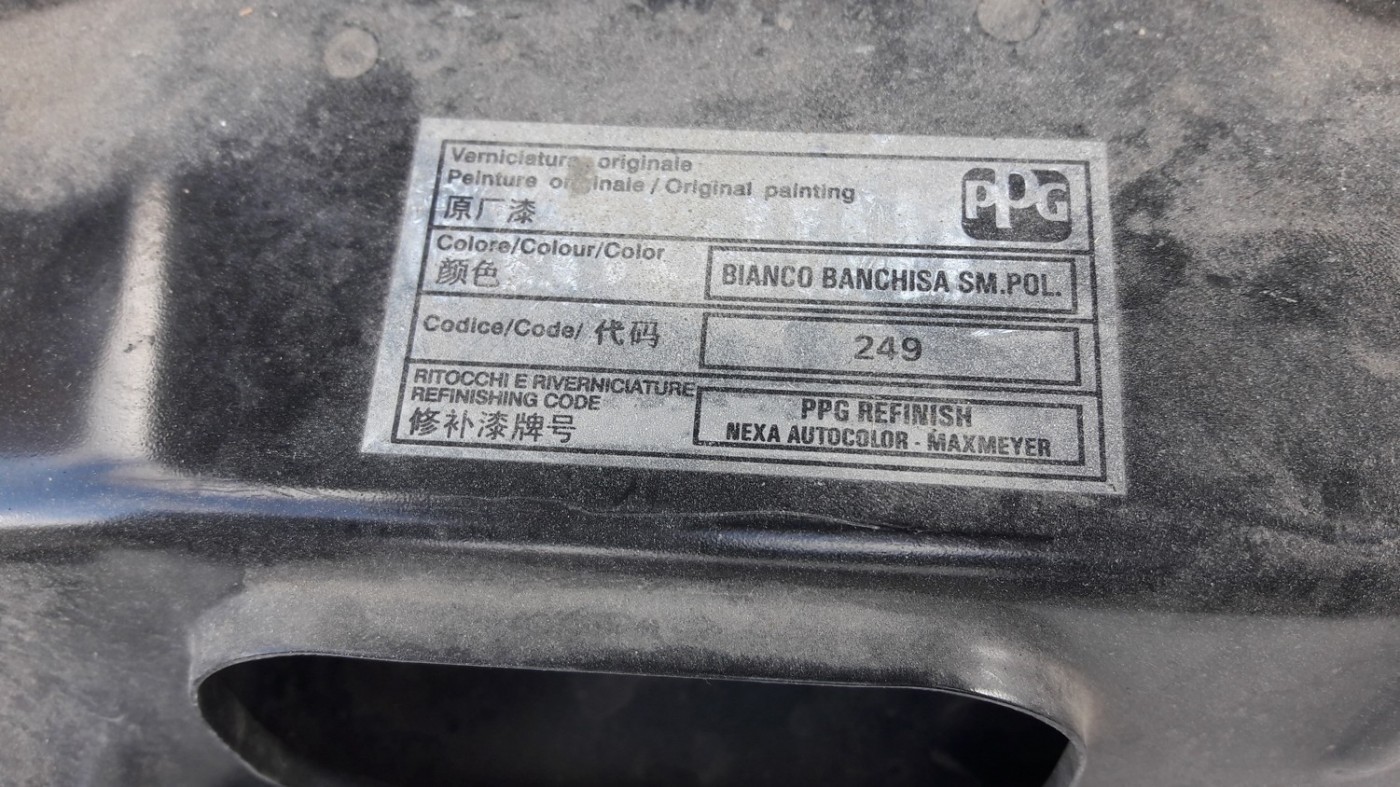 Verniciatura originale
Peinture originale / Original painting
原厂漆
PPG
Colore/Colour/Color
颜色
BIANCO BANCHISA SM.POL.
Codice/Code/ 代码
249
RITOCCHI E RIVERNICIATURE
REFINISHING CODE
修补漆牌号
PPG REFINISH
NEXA AUTOCOLOR - MAXMEYER